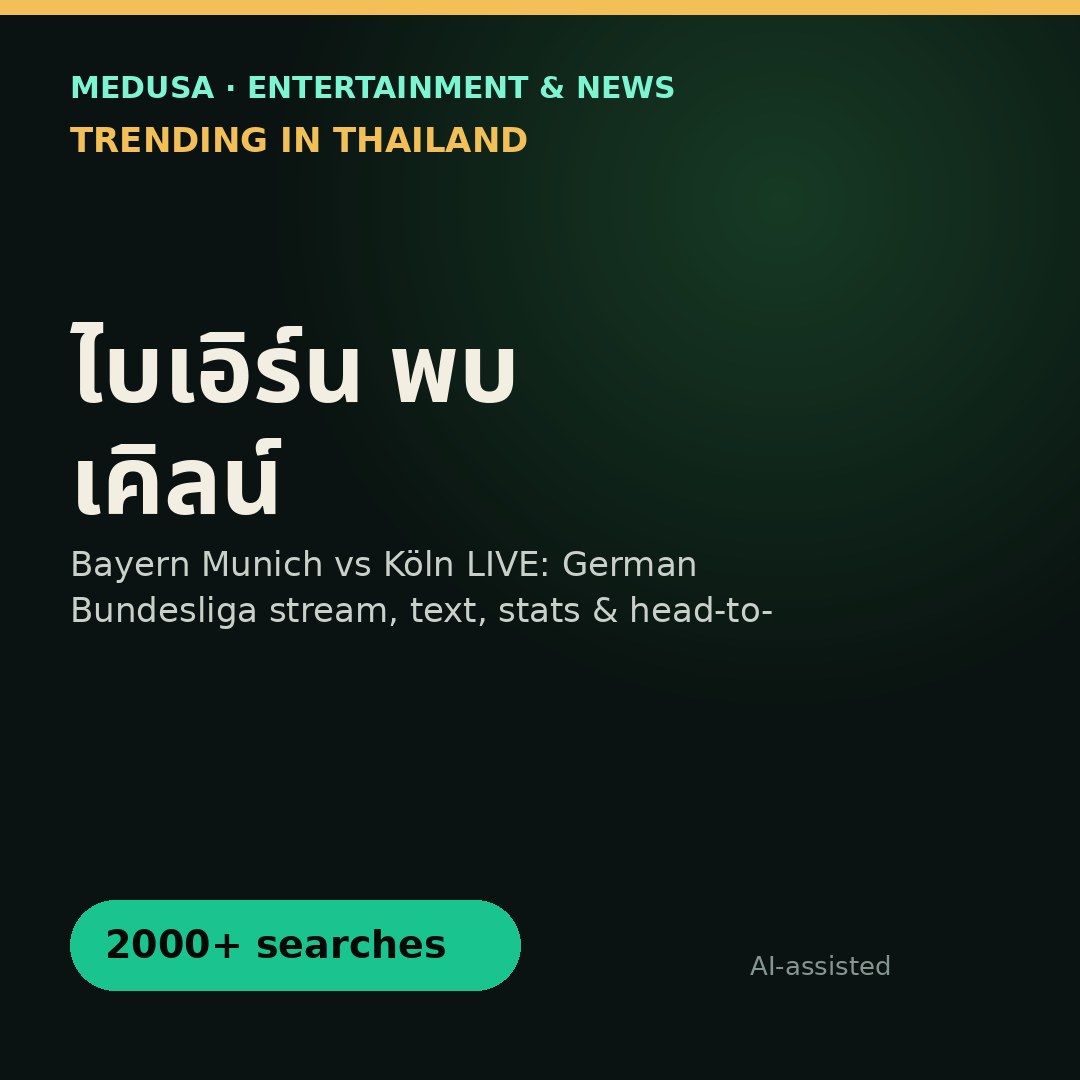 MEDUSA · ENTERTAINMENT & NEWS
TRENDING IN THAILAND
ไบเอิร์น พบ
เคิลน์
Bayern Munich vs Köln LIVE: German
Bundesliga stream, text, stats & head-to-
2000+ searches
AI-assisted